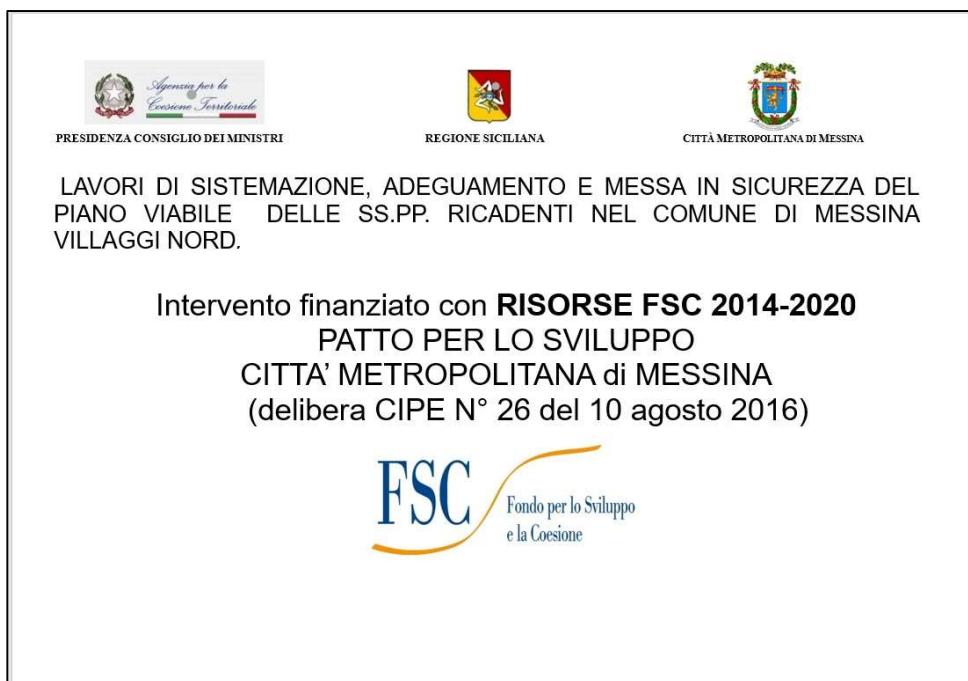 Agenzia per la
Coesione Territoriale
PRESIDENZA CONSIGLIO DEI MINISTRI
REGIONE SICILIANA
CITTÀ METROPOLITANA DI MESSINA
LAVORI DI SISTEMAZIONE, ADEGUAMENTO E MESSA IN SICUREZZA DEL
PIANO VIABILE DELLE SS.PP. RICADENTI NEL COMUNE DI MESSINA
VILLAGGI NORD.
Intervento finanziato con RISORSE FSC 2014-2020
PATTO PER LO SVILUPPO
CITTA' METROPOLITANA di MESSINA
(delibera CIPE N° 26 del 10 agosto 2016)
FSC
Fondo per lo Sviluppo
e la Coesione